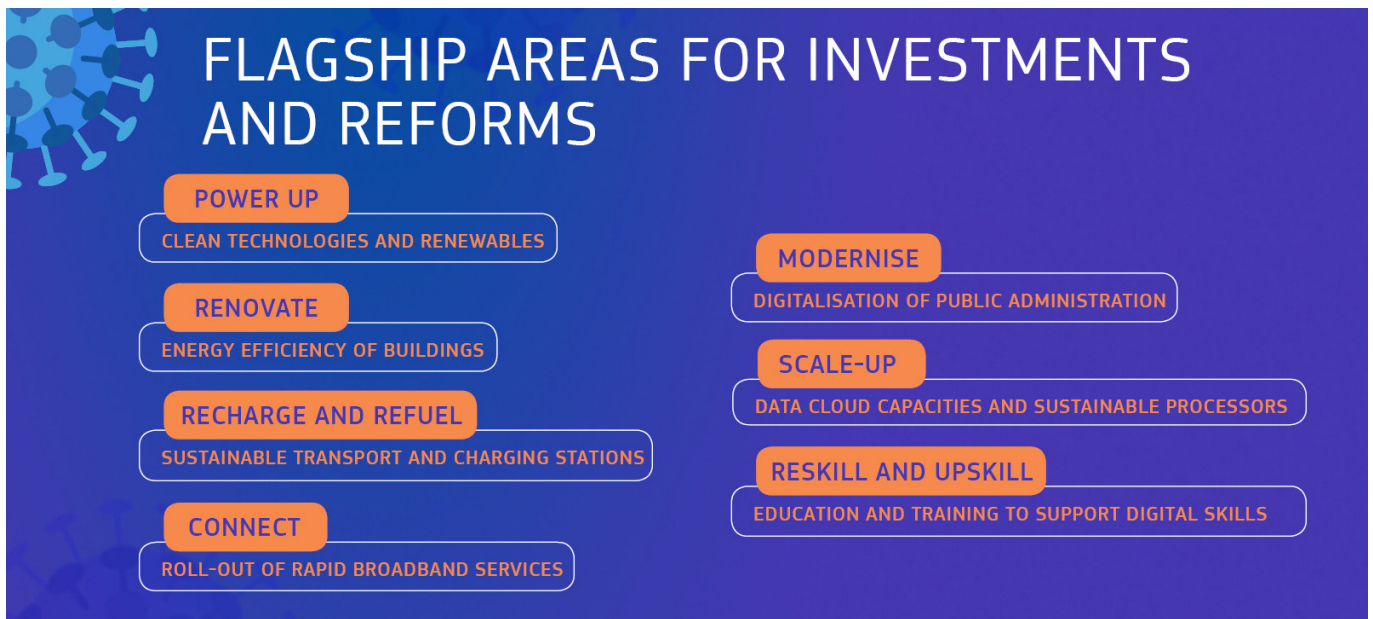 FLAGSHIP AREAS FOR INVESTMENTS
AND REFORMS
POWER UP
CLEAN TECHNOLOGIES AND RENEWABLES
RENOVATE
ENERGY EFFICIENCY OF BUILDINGS
RECHARGE AND REFUEL
SUSTAINABLE TRANSPORT AND CHARGING STATIONS
CONNECT
ROLL-OUT OF RAPID BROADBAND SERVICES
MODERNISE
DIGITALISATION OF PUBLIC ADMINISTRATION
SCALE-UP
DATA CLOUD CAPACITIES AND SUSTAINABLE PROCESSORS
RESKILL AND UPSKILL
EDUCATION AND TRAINING TO SUPPORT DIGITAL SKILLS